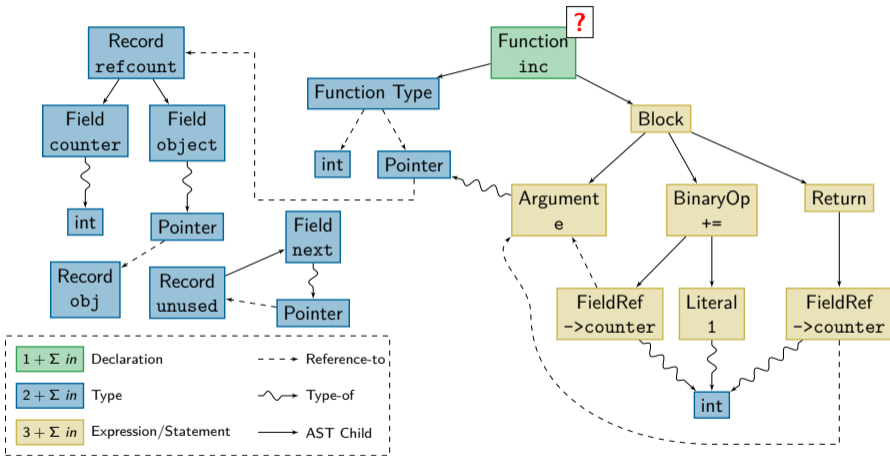 ?
Record
refcount
Function
inc
Function Type
Field
counter
Field
object
Block
int
Pointer
Argument
e
BinaryOp
+=
Return
int
Pointer
Field
next
Record
obj
Record
unused
Pointer
FieldRef
->counter
Literal
1
FieldRef
->counter
int
1 + Σ in Declaration
Reference-to
2 + Σ in Type
Type-of
3 + Σ in Expression/Statement
AST Child